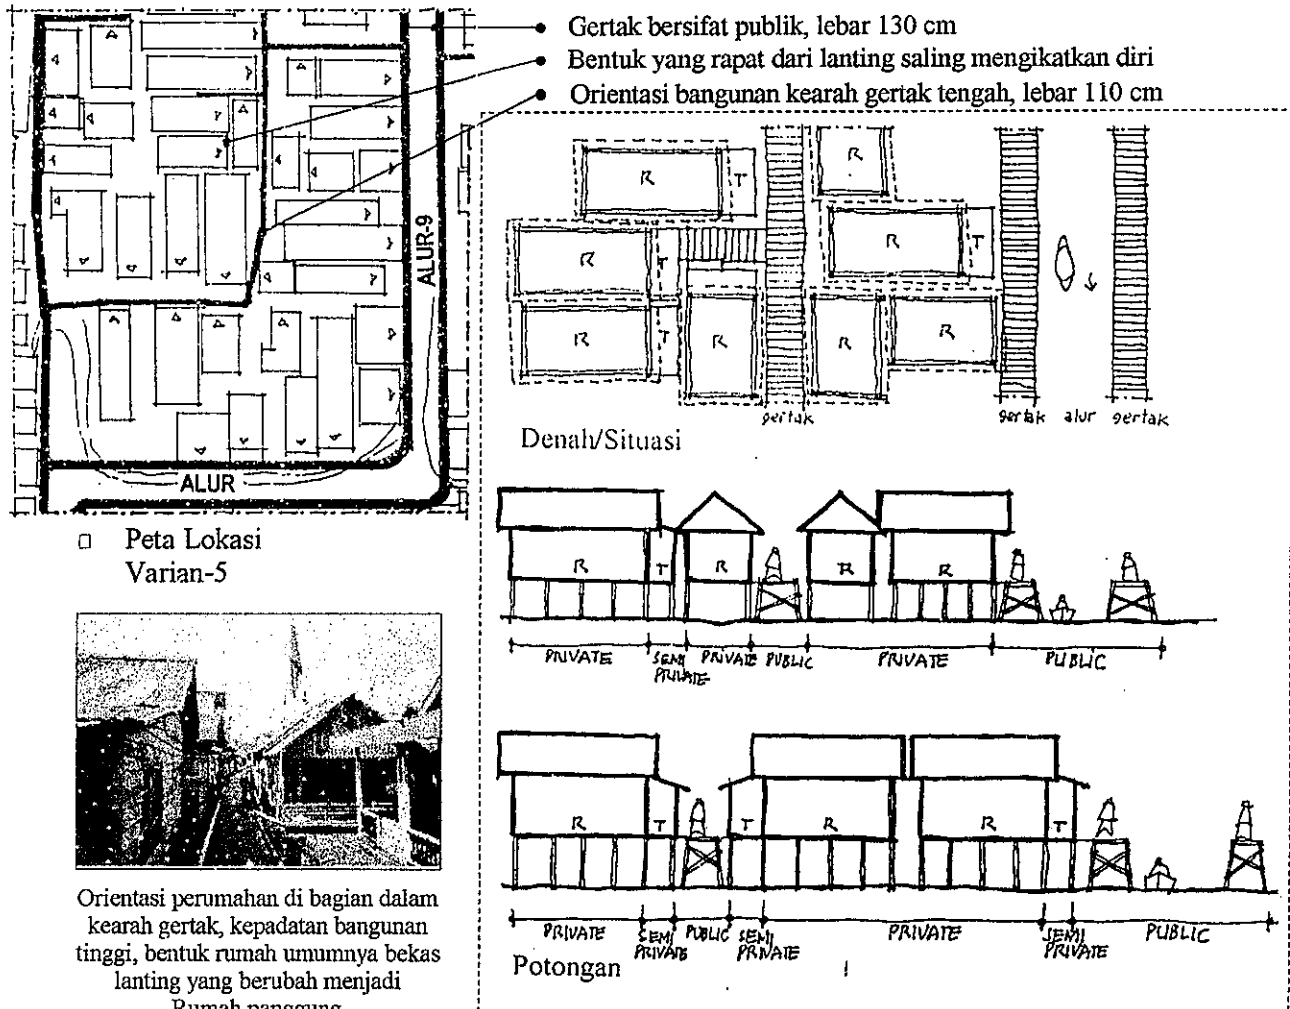 Gertak bersifat publik, lebar 130 cm
Bentuk yang rapat dari lanting saling mengikatkan diri
Orientasi bangunan kearah gertak tengah, lebar 110 cm
ALUR-9
ALUR
Peta Lokasi
Varian-5
R T R
R T R T
R T R R R
gertak gertak alur gertak
Denah/Situasi
R T R R R
PRIVATE SEMI PRIVATE PRIVATE PUBLIC PRIVATE PUBLIC
R T T R R T
PRIVATE SEMI PRIVATE PUBLIC SEMI PRIVATE PRIVATE SEMI PRIVATE PUBLIC
Potongan
Orientasi perumahan di bagian dalam
kearah gertak, kepadatan bangunan
tinggi, bentuk rumah umumnya bekas
lanting yang berubah menjadi
Rumah panggung